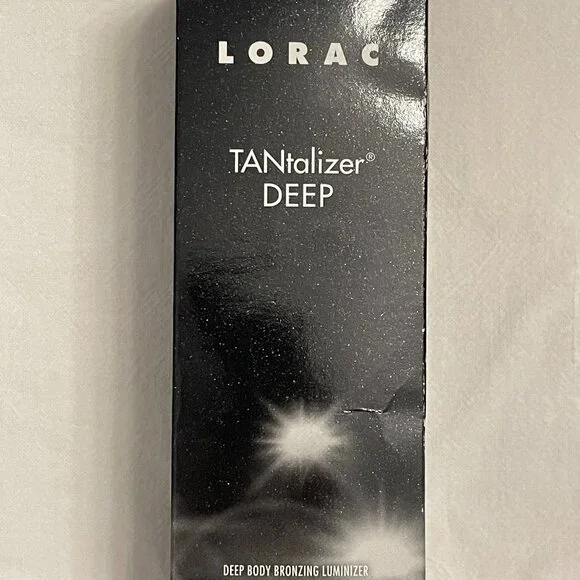 LORAC
TANtalizer®
DEEP
DEEP BODY BRONZING LUMINIZER